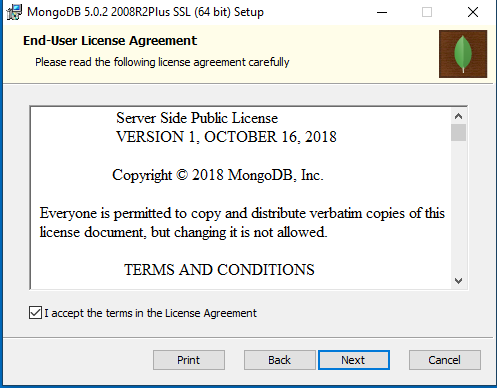 MongoDB 5.0.2 2008R2Plus SSL (64 bit) Setup
End-User License Agreement
Please read the following license agreement carefully
Server Side Public License
VERSION 1, OCTOBER 16, 2018
Copyright © 2018 MongoDB, Inc.
Everyone is permitted to copy and distribute verbatim copies of this
license document, but changing it is not allowed.
TERMS AND CONDITIONS
I accept the terms in the License Agreement
Print Back Next Cancel